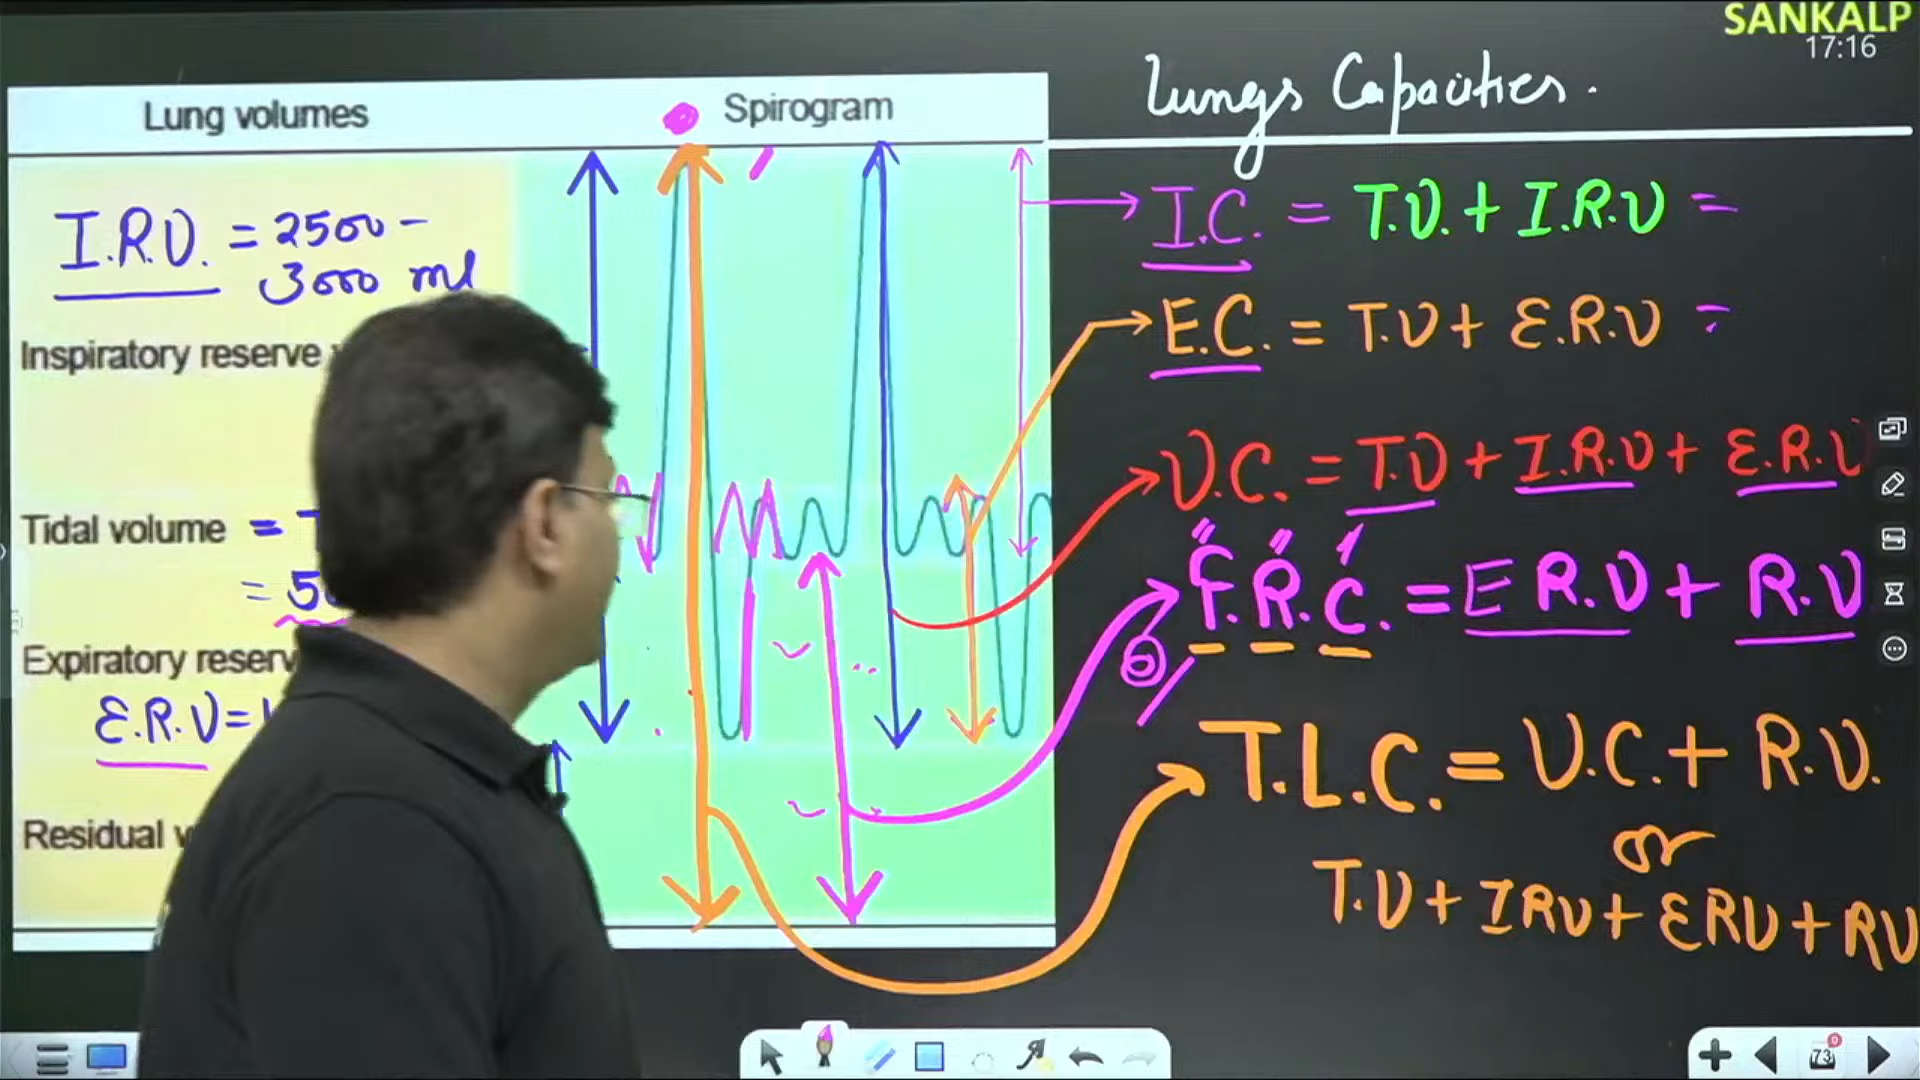 SANKALP
17:16
Lungs Capacities.
Lung volumes
Spirogram
I.R.V. = 2500 -
3000 ml
Inspiratory reserve
Tidal volume =
=
Expiratory reserv
E.R.V =
Residual v
I.C. = T.V. + I.R.V =
E.C. = T.V + E.R.V =
V.C. = T.V + I.R.V + E.R.V
F.R.C. = E R.V + R.V
T.L.C. = V.C. + R.V.
or
T.V + IRV + ERV + RV
73